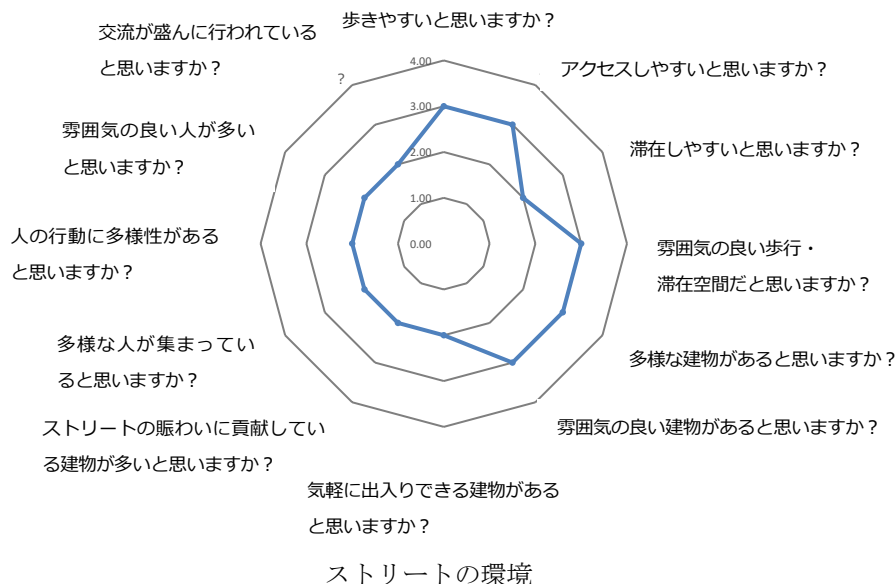 歩きやすいと思いますか？
交流が盛んに行われている
と思いますか？
アクセスしやすいと思いますか？
?
4.00
3.00
2.00
1.00
0.00
雰囲気の良い人が多い
と思いますか？
滞在しやすいと思いますか？
人の行動に多様性がある
と思いますか？
雰囲気の良い歩行・
滞在空間だと思いますか？
多様な人が集まってい
ると思いますか？
多様な建物があると思いますか？
ストリートの賑わいに貢献してい
る建物が多いと思いますか？
雰囲気の良い建物があると思いますか？
気軽に出入りできる建物がある
と思いますか？
ストリートの環境